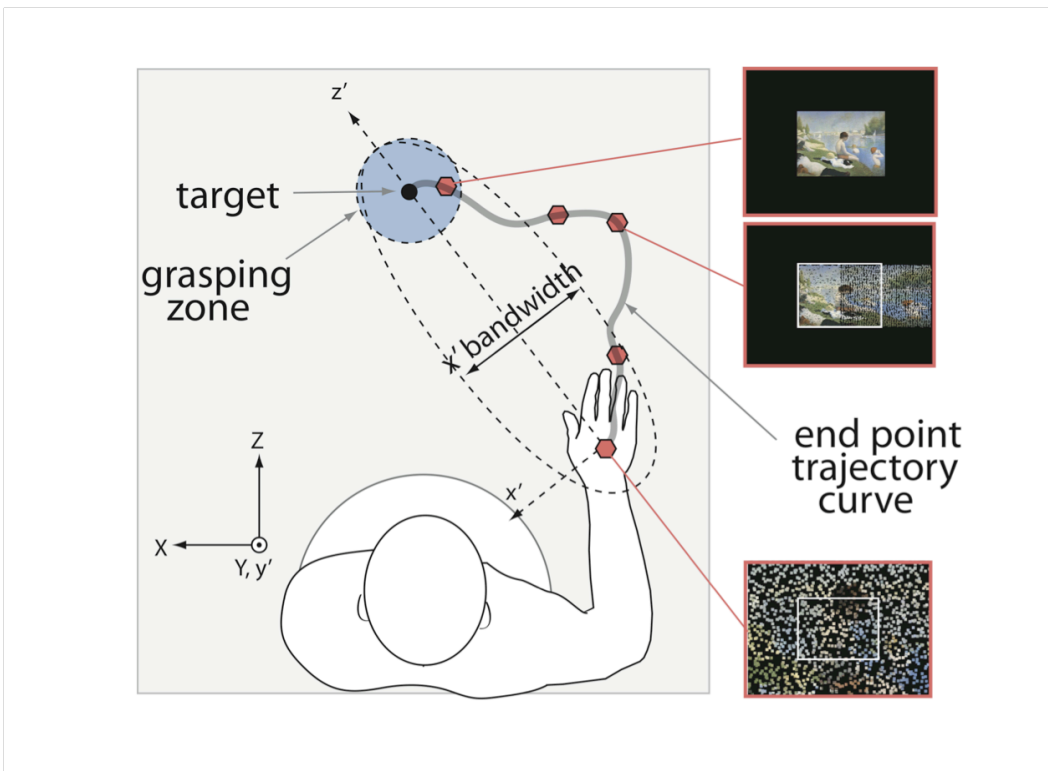 z'
target
grasping
zone
x' bandwidth
end point
trajectory
curve
Z
x'
X
Y, y'